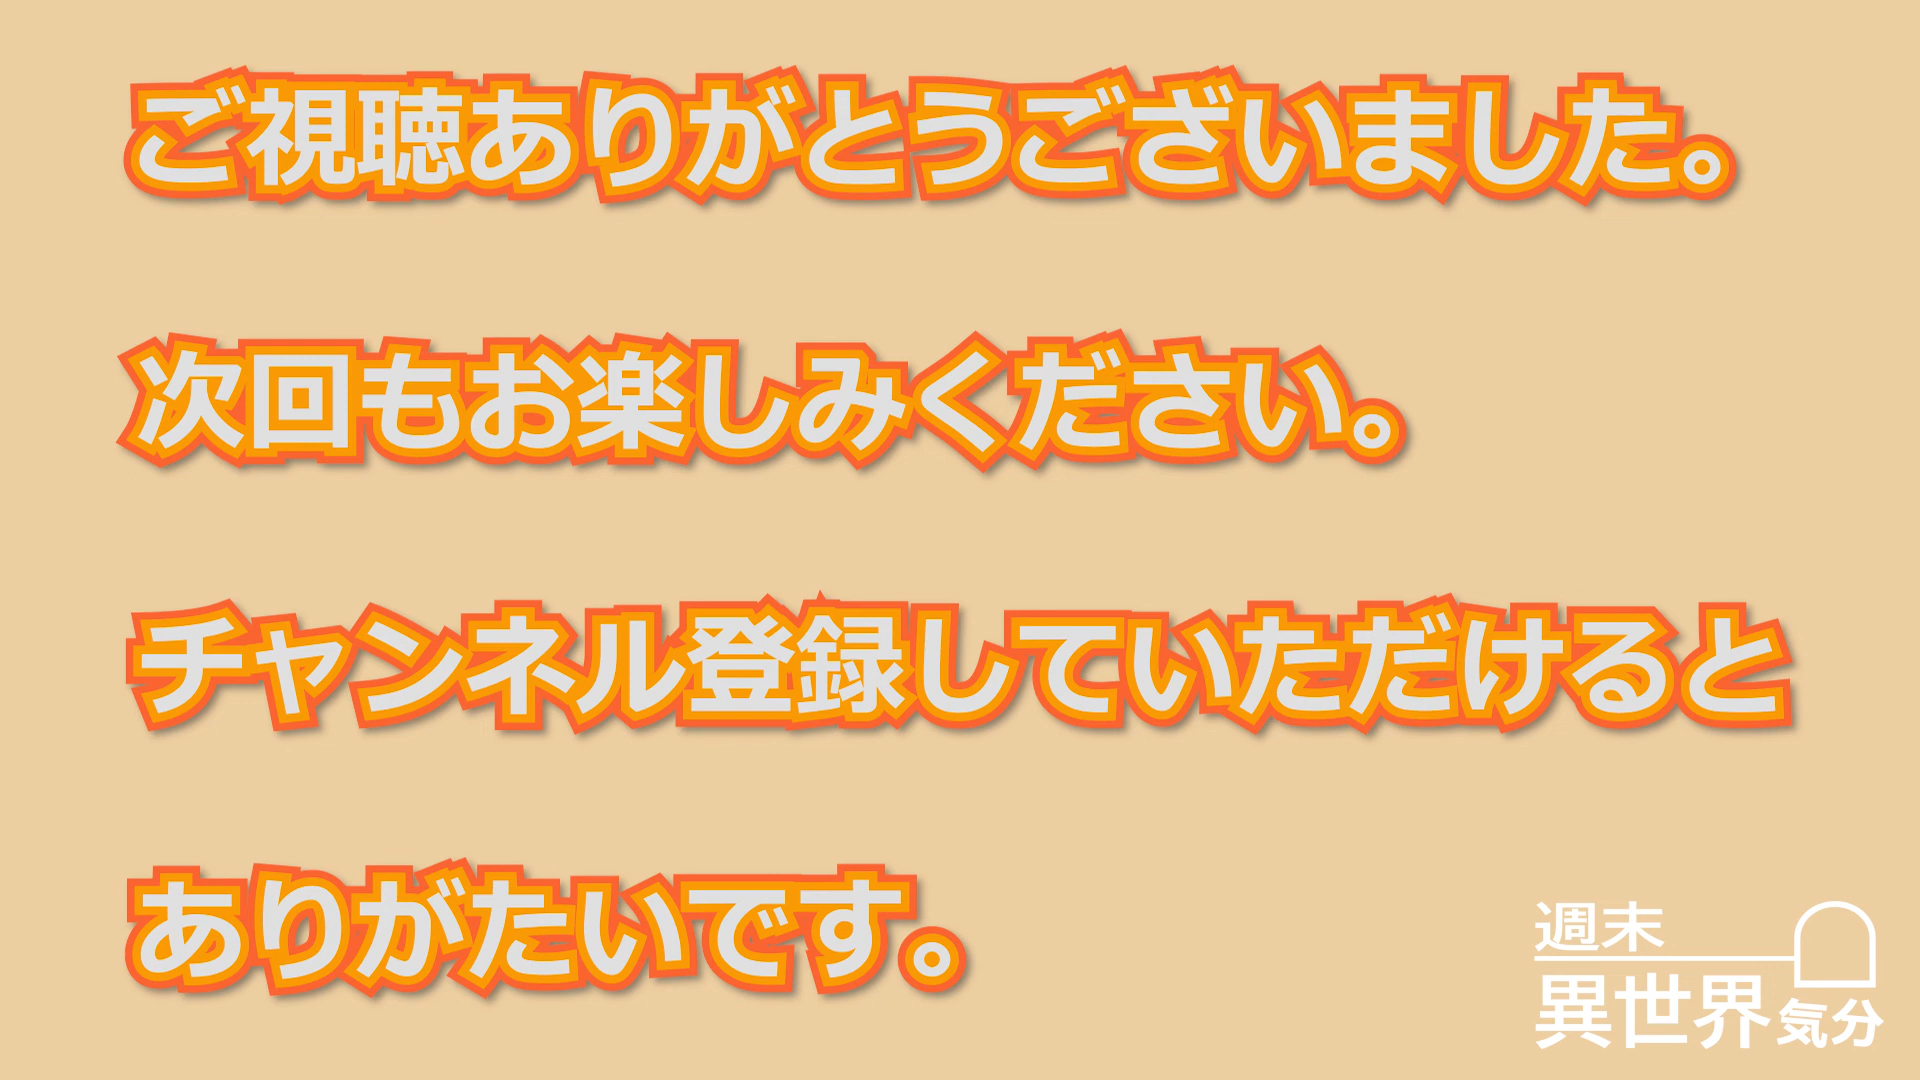 ご視聴ありがとうございました。
次回もお楽しみください。
チャンネル登録していただけると
ありがたいです。
週末
異世界気分